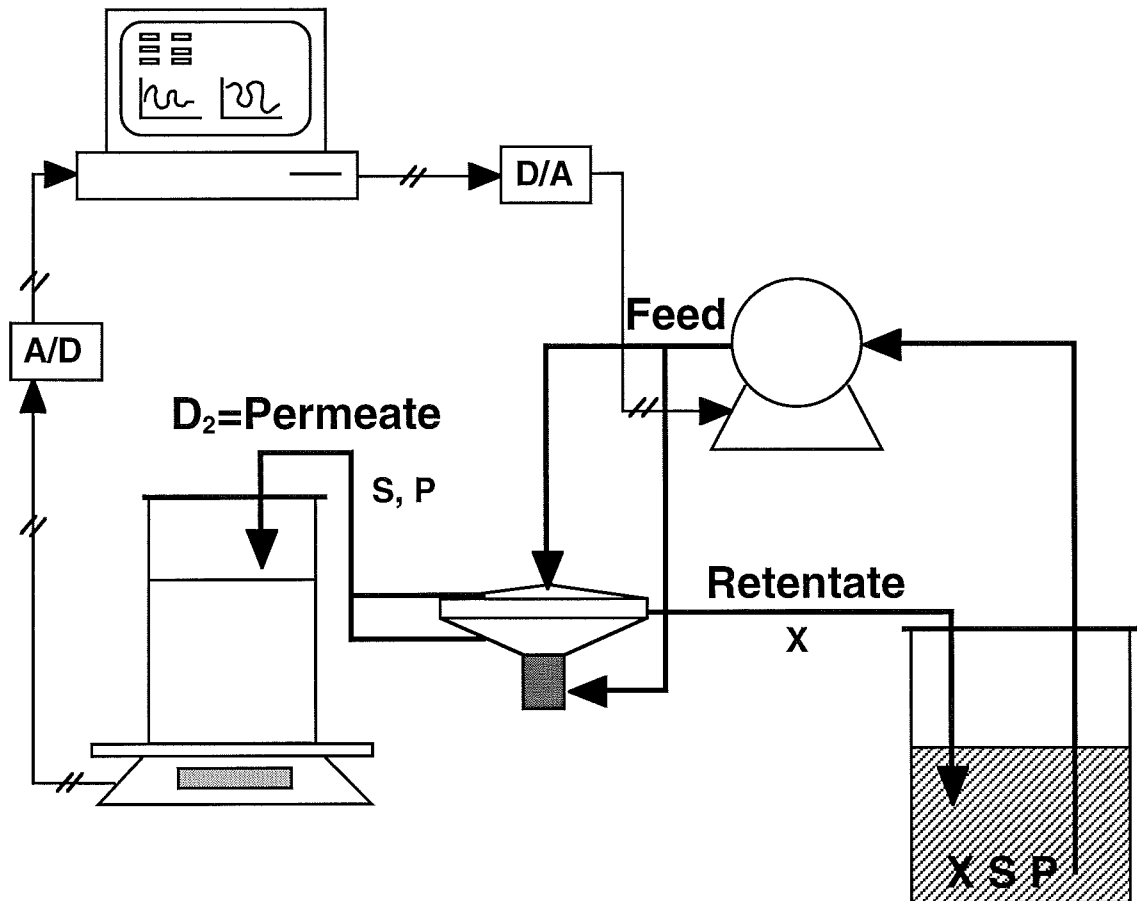 D/A
Feed
A/D
D₂=Permeate
S, P
Retentate
X
X S P